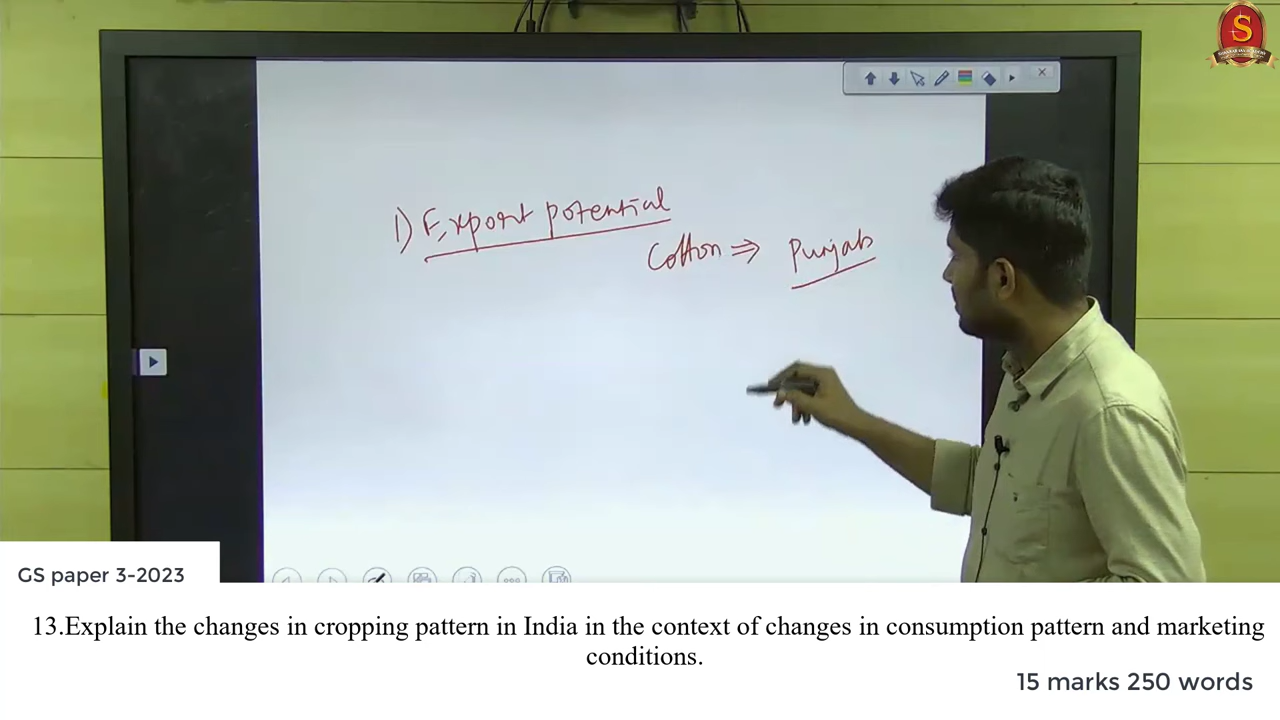 S
1) Export potential
Cotton ⇒ Punjab
GS paper 3-2023
13.Explain the changes in cropping pattern in India in the context of changes in consumption pattern and marketing
conditions.
15 marks 250 words